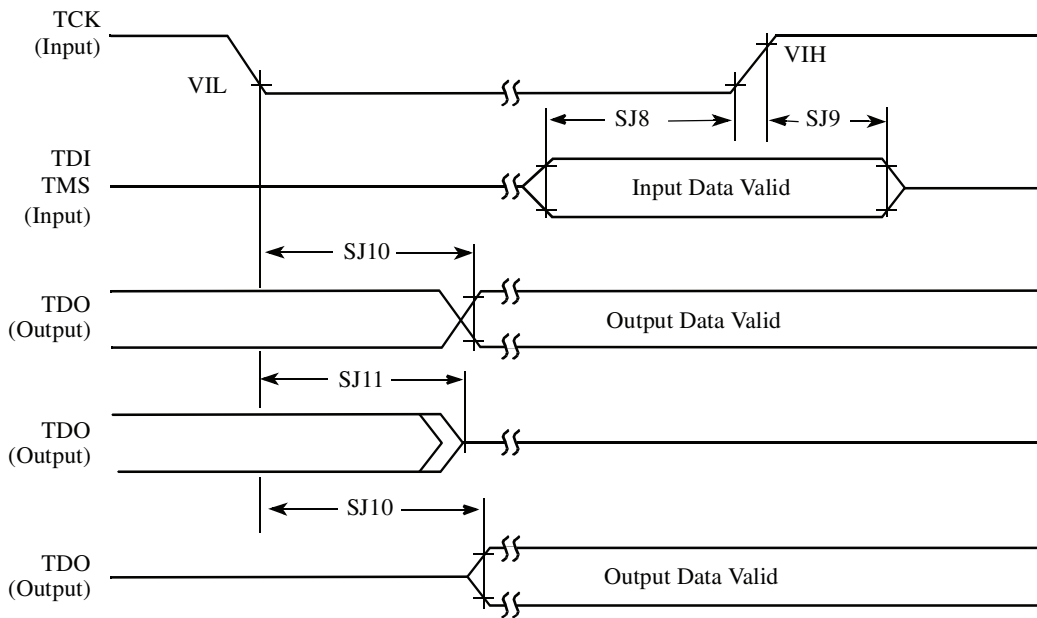 TCK
(Input)
VIL
VIH
SJ8
SJ9
TDI
TMS
(Input)
Input Data Valid
SJ10
TDO
(Output)
Output Data Valid
SJ11
TDO
(Output)
SJ10
TDO
(Output)
Output Data Valid